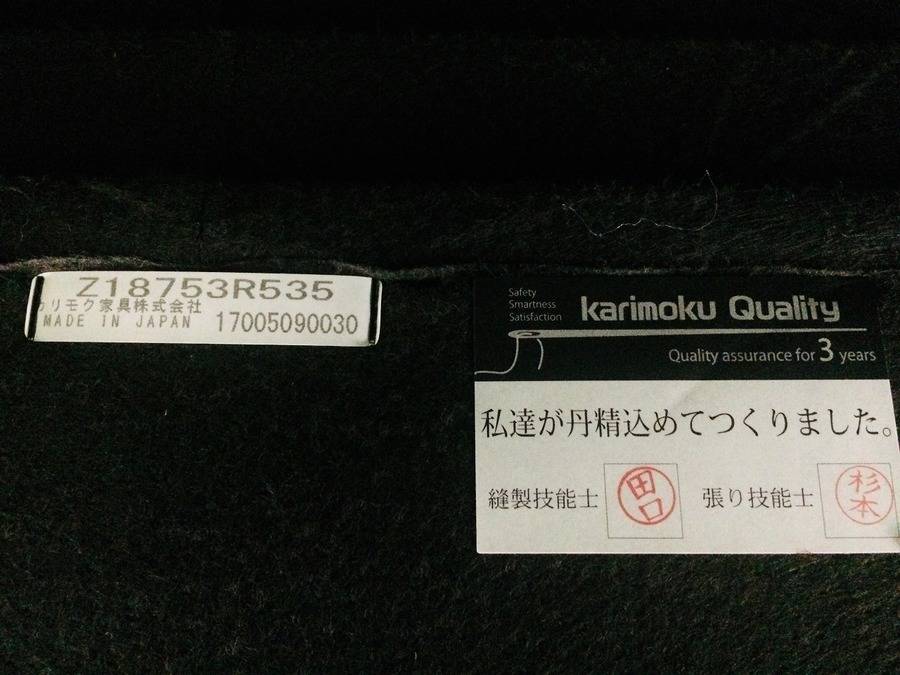 Z18753R535
カリモク家具株式会社
MADE IN JAPAN 17005090030
Safety
Smartness
Satisfaction
karimoku Quality
Quality assurance for 3 years
私達が丹精込めてつくりました。
縫製技能士 田口 張り技能士 杉本